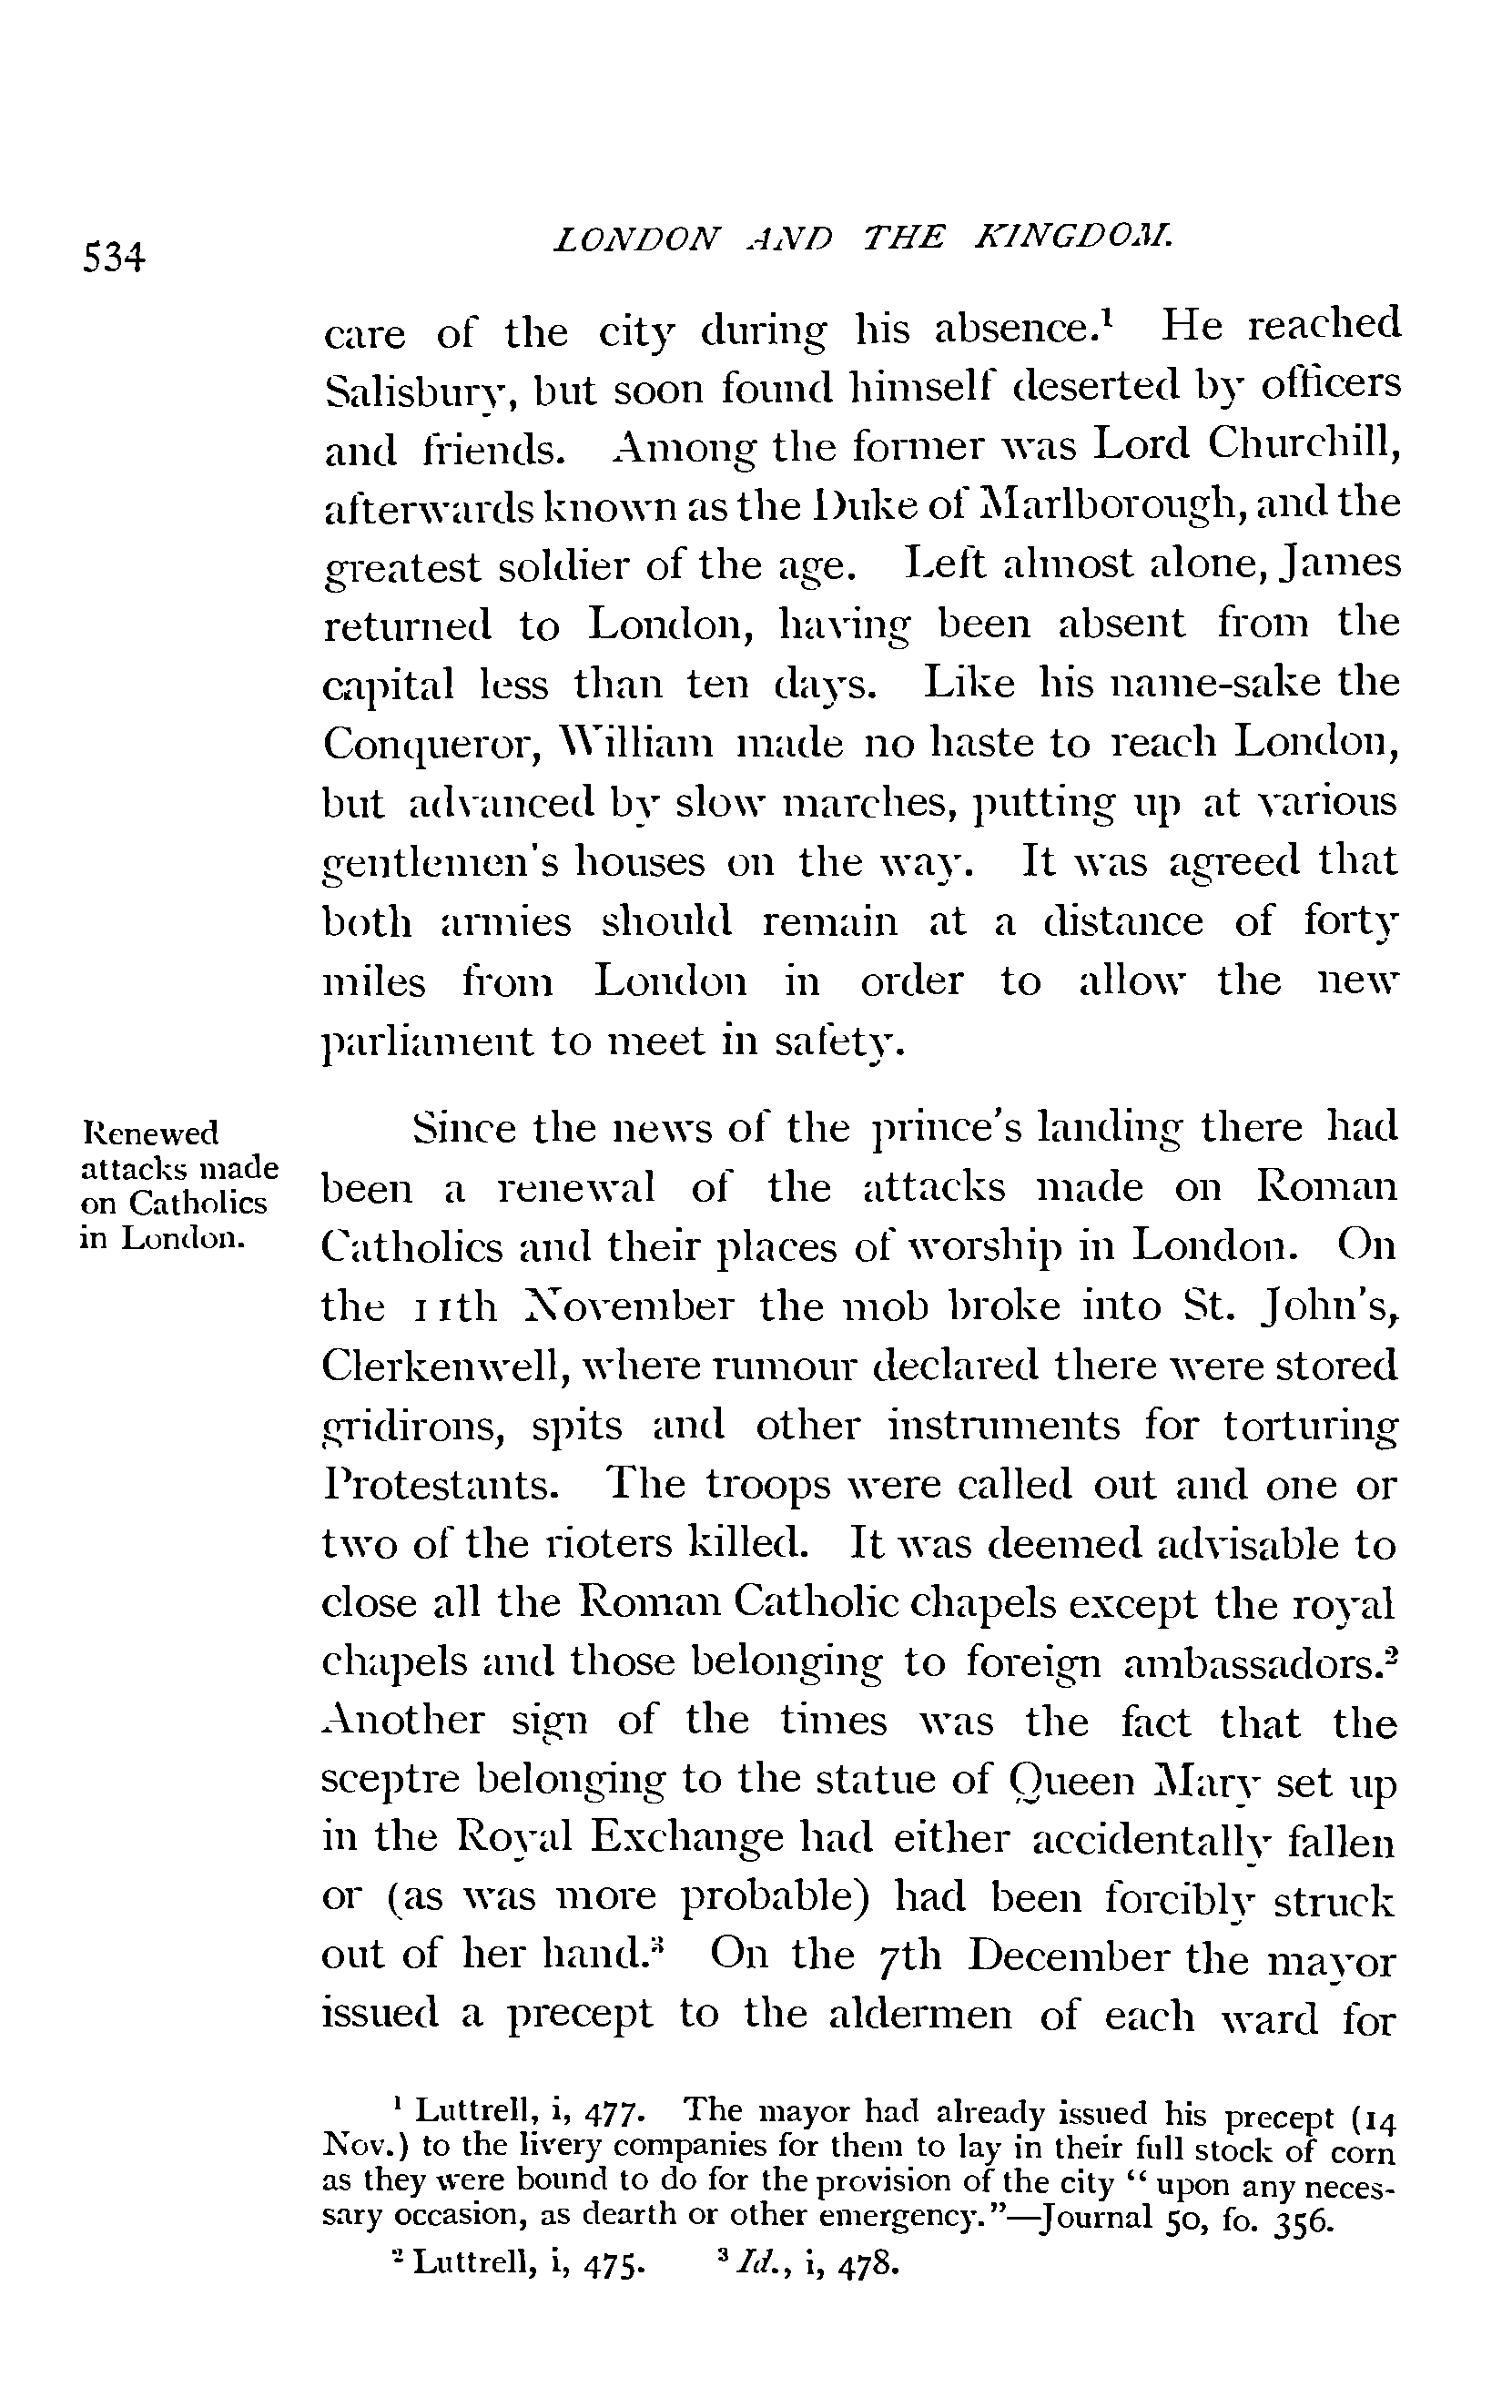 534
LONDON AND THE KINGDOM.
care of the city during his absence.¹ He reached
Salisbury, but soon found himself deserted by officers
and friends. Among the former was Lord Churchill,
afterwards known as the Duke of Marlborough, and the
greatest soldier of the age. Left almost alone, James
returned to London, having been absent from the
capital less than ten days. Like his name-sake the
Conqueror, William made no haste to reach London,
but advanced by slow marches, putting up at various
gentlemen's houses on the way. It was agreed that
both armies should remain at a distance of forty
miles from London in order to allow the new
parliament to meet in safety.
Renewed
attacks made
on Catholics
in London.
Since the news of the prince's landing there had
been a renewal of the attacks made on Roman
Catholics and their places of worship in London. On
the 11th November the mob broke into St. John's,
Clerkenwell, where rumour declared there were stored
gridirons, spits and other instruments for torturing
Protestants. The troops were called out and one or
two of the rioters killed. It was deemed advisable to
close all the Roman Catholic chapels except the royal
chapels and those belonging to foreign ambassadors.²
Another sign of the times was the fact that the
sceptre belonging to the statue of Queen Mary set up
in the Royal Exchange had either accidentally fallen
or (as was more probable) had been forcibly struck
out of her hand.³ On the 7th December the mayor
issued a precept to the aldermen of each ward for
¹ Luttrell, i, 477. The mayor had already issued his precept (14
Nov.) to the livery companies for them to lay in their full stock of corn
as they were bound to do for the provision of the city "upon any neces-
sary occasion, as dearth or other emergency."—Journal 50, fo. 356.
² Luttrell, i, 475. ³ Id., i, 478.